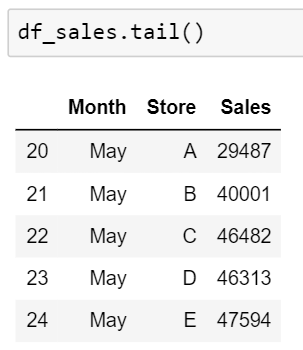 df_sales.tail()
Month Store Sales
20 May A 29487
21 May B 40001
22 May C 46482
23 May D 46313
24 May E 47594